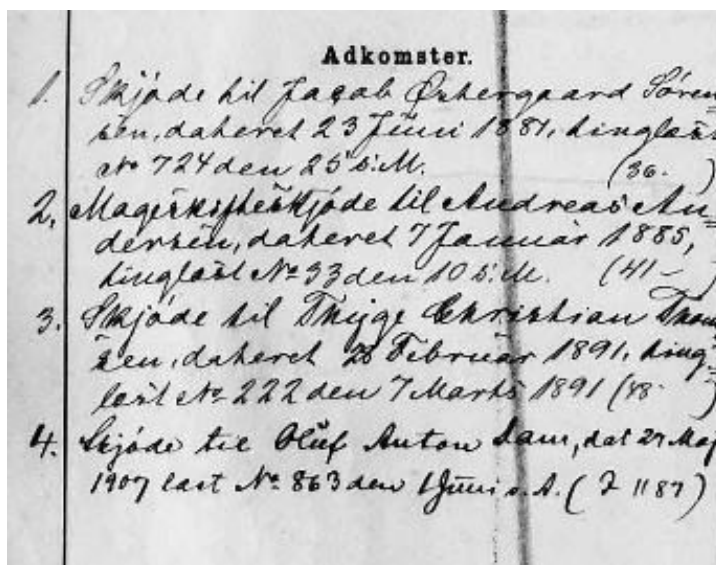 Adkomster.
1. Skjøde til Jacob Østergaard Søren-
sen, dateret 23 Juni 1881, tinglæst
No 724 den 25 s. M. (36. )
2. Mageskifteskjøde til Andreas An-
dersen, dateret 7 Januar 1885,
tinglæst No 33 den 10 s. M. (41 - )
3. Skjøde til Thyge Christian Thom-
sen, dateret Februar 1891, ting-
læst No 222 den 7 Marts 1891 (48 - )
4. Skjøde til Oluf Anton Dam, dat 27 Maj
1907 læst No 863 den 1 Juni s. A. ( 1187)